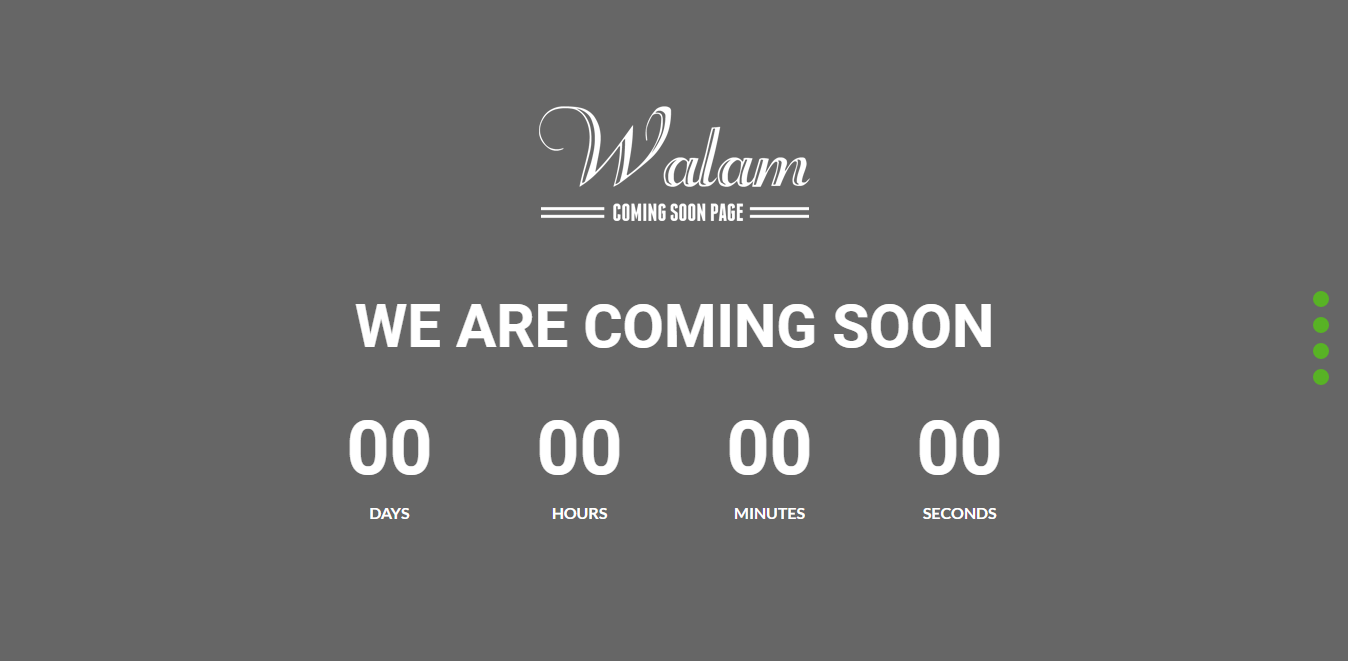 Walam
COMING SOON PAGE
WE ARE COMING SOON
00 00 00 00
DAYS HOURS MINUTES SECONDS